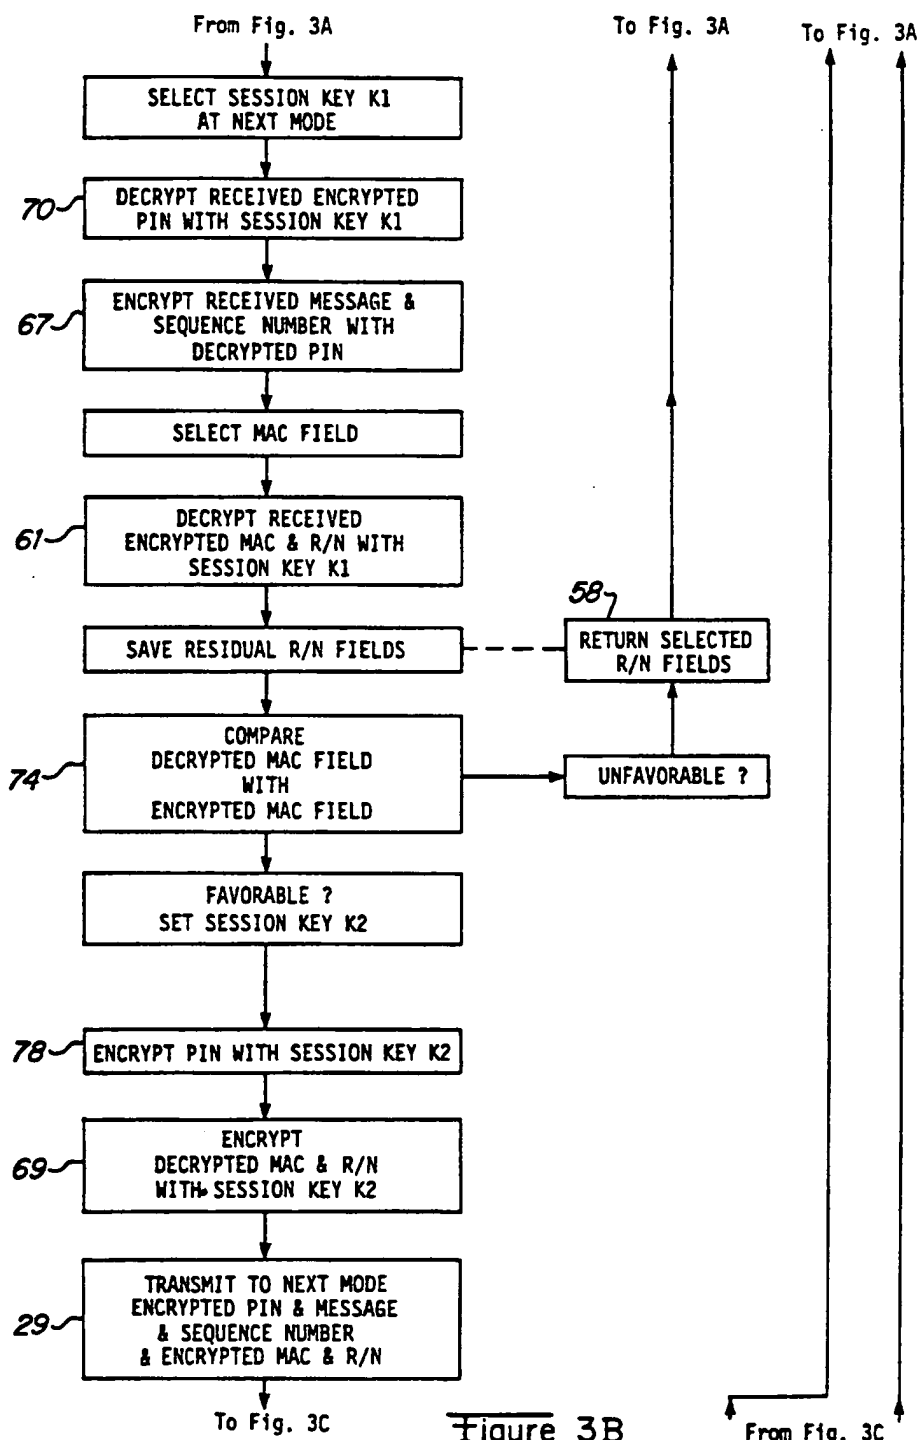 From Fig. 3A
To Fig. 3A
To Fig. 3A
SELECT SESSION KEY K1
AT NEXT MODE
70
DECRYPT RECEIVED ENCRYPTED
PIN WITH SESSION KEY K1
67
ENCRYPT RECEIVED MESSAGE &
SEQUENCE NUMBER WITH
DECRYPTED PIN
SELECT MAC FIELD
61
DECRYPT RECEIVED
ENCRYPTED MAC & R/N WITH
SESSION KEY K1
58
SAVE RESIDUAL R/N FIELDS
RETURN SELECTED
R/N FIELDS
74
COMPARE
DECRYPTED MAC FIELD
WITH
ENCRYPTED MAC FIELD
UNFAVORABLE ?
FAVORABLE ?
SET SESSION KEY K2
78
ENCRYPT PIN WITH SESSION KEY K2
69
ENCRYPT
DECRYPTED MAC & R/N
WITH SESSION KEY K2
29
TRANSMIT TO NEXT MODE
ENCRYPTED PIN & MESSAGE
& SEQUENCE NUMBER
& ENCRYPTED MAC & R/N
To Fig. 3C
Figure 3B
From Fig. 3C